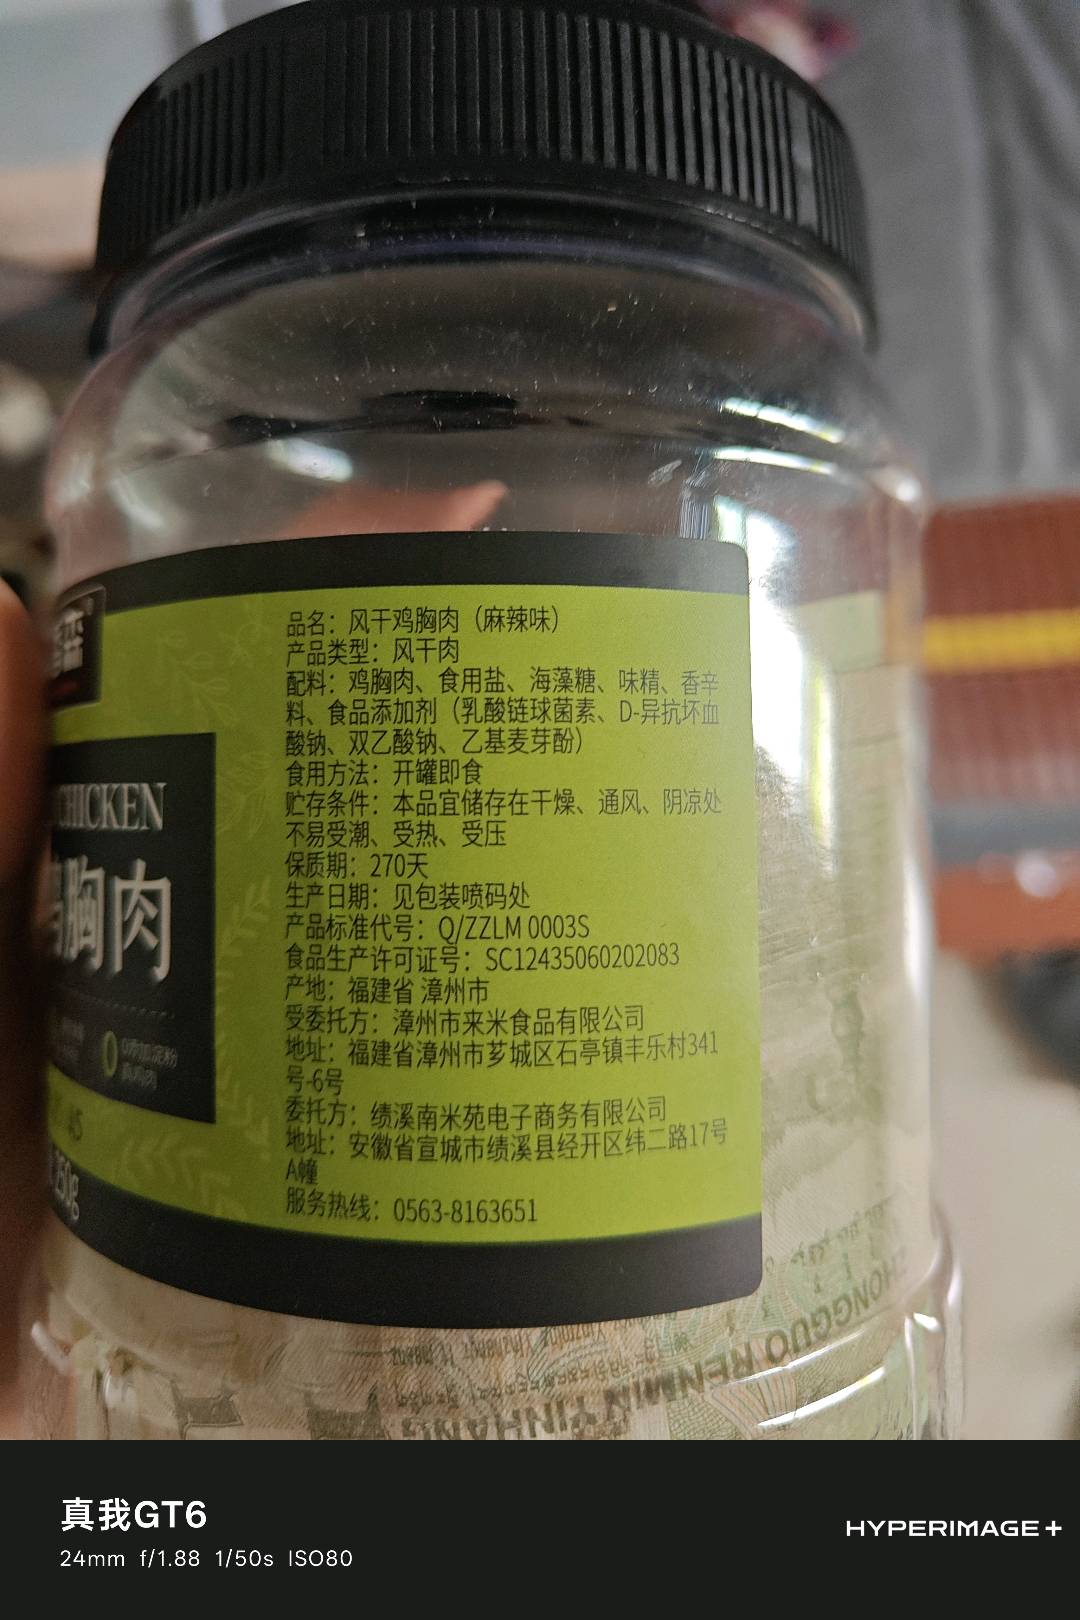 CHICKEN
胸肉
0添加淀粉
250g
品名：风干鸡胸肉（麻辣味）
产品类型：风干肉
配料：鸡胸肉、食用盐、海藻糖、味精、香辛
料、食品添加剂（乳酸链球菌素、D-异抗坏血
酸钠、双乙酸钠、乙基麦芽酚）
食用方法：开罐即食
贮存条件：本品宜储存在干燥、通风、阴凉处
不易受潮、受热、受压
保质期：270天
生产日期：见包装喷码处
产品标准代号：Q/ZZLM 0003S
食品生产许可证号：SC12435060202083
产地：福建省 漳州市
受委托方：漳州市来米食品有限公司
地址：福建省漳州市芗城区石亭镇丰乐村341
号-6号
委托方：绩溪南米苑电子商务有限公司
地址：安徽省宣城市绩溪县经开区纬二路17号
A幢
服务热线：0563-8163651
ZHONGGUO RENMIN YINHANG
真我GT6
24mm f/1.88 1/50s ISO80
HYPERIMAGE+